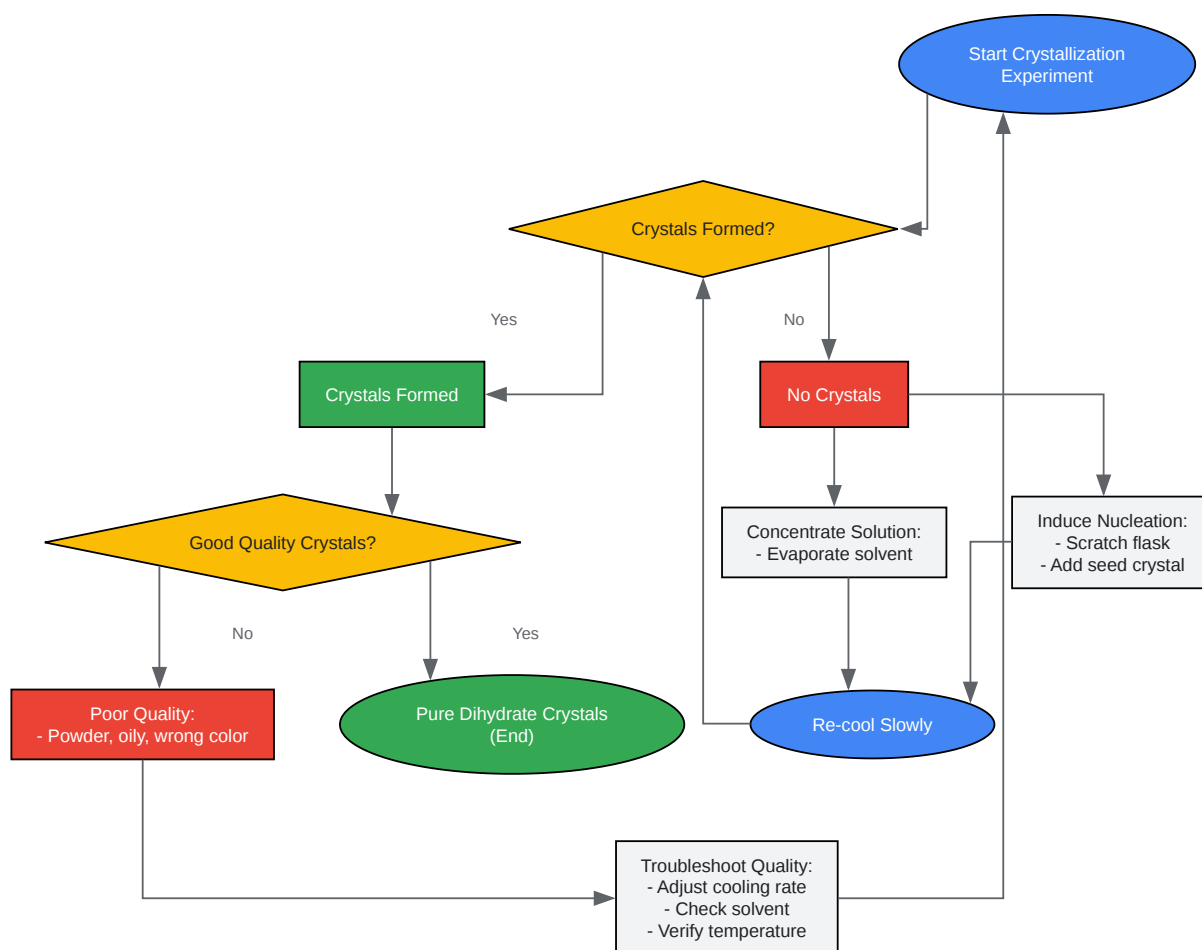 Start Crystallization
Experiment
Crystals Formed?
Yes
No
Crystals Formed
No Crystals
Concentrate Solution:
- Evaporate solvent
Induce Nucleation:
- Scratch flask
- Add seed crystal
Good Quality Crystals?
No
Yes
Poor Quality:
- Powder, oily, wrong color
Pure Dihydrate Crystals
(End)
Re-cool Slowly
Troubleshoot Quality:
- Adjust cooling rate
- Check solvent
- Verify temperature